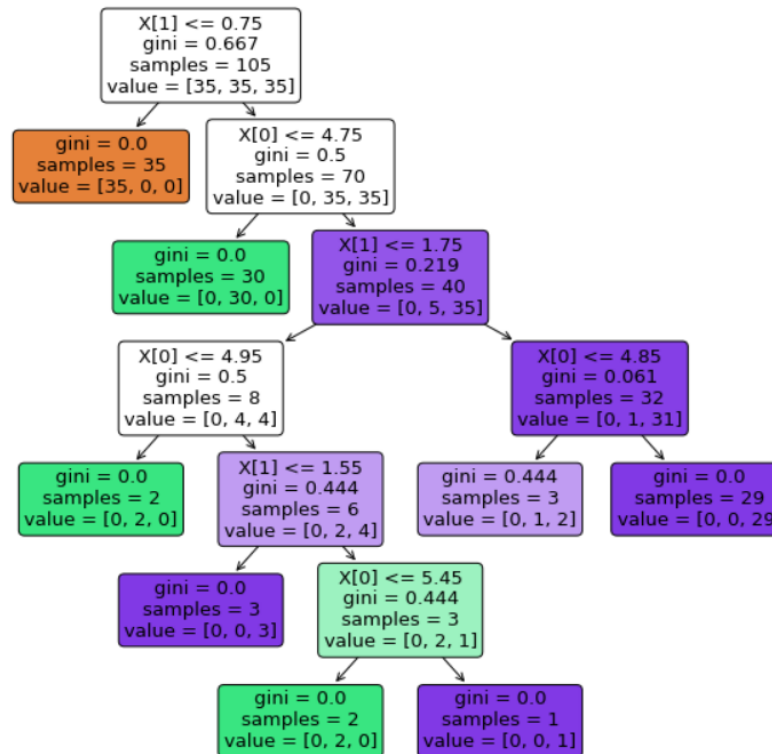 X[1] <= 0.75
gini = 0.667
samples = 105
value = [35, 35, 35]
gini = 0.0
samples = 35
value = [35, 0, 0]
X[0] <= 4.75
gini = 0.5
samples = 70
value = [0, 35, 35]
gini = 0.0
samples = 30
value = [0, 30, 0]
X[1] <= 1.75
gini = 0.219
samples = 40
value = [0, 5, 35]
X[0] <= 4.95
gini = 0.5
samples = 8
value = [0, 4, 4]
X[0] <= 4.85
gini = 0.061
samples = 32
value = [0, 1, 31]
gini = 0.0
samples = 2
value = [0, 2, 0]
X[1] <= 1.55
gini = 0.444
samples = 6
value = [0, 2, 4]
gini = 0.444
samples = 3
value = [0, 1, 2]
gini = 0.0
samples = 29
value = [0, 0, 29]
gini = 0.0
samples = 3
value = [0, 0, 3]
X[0] <= 5.45
gini = 0.444
samples = 3
value = [0, 2, 1]
gini = 0.0
samples = 2
value = [0, 2, 0]
gini = 0.0
samples = 1
value = [0, 0, 1]